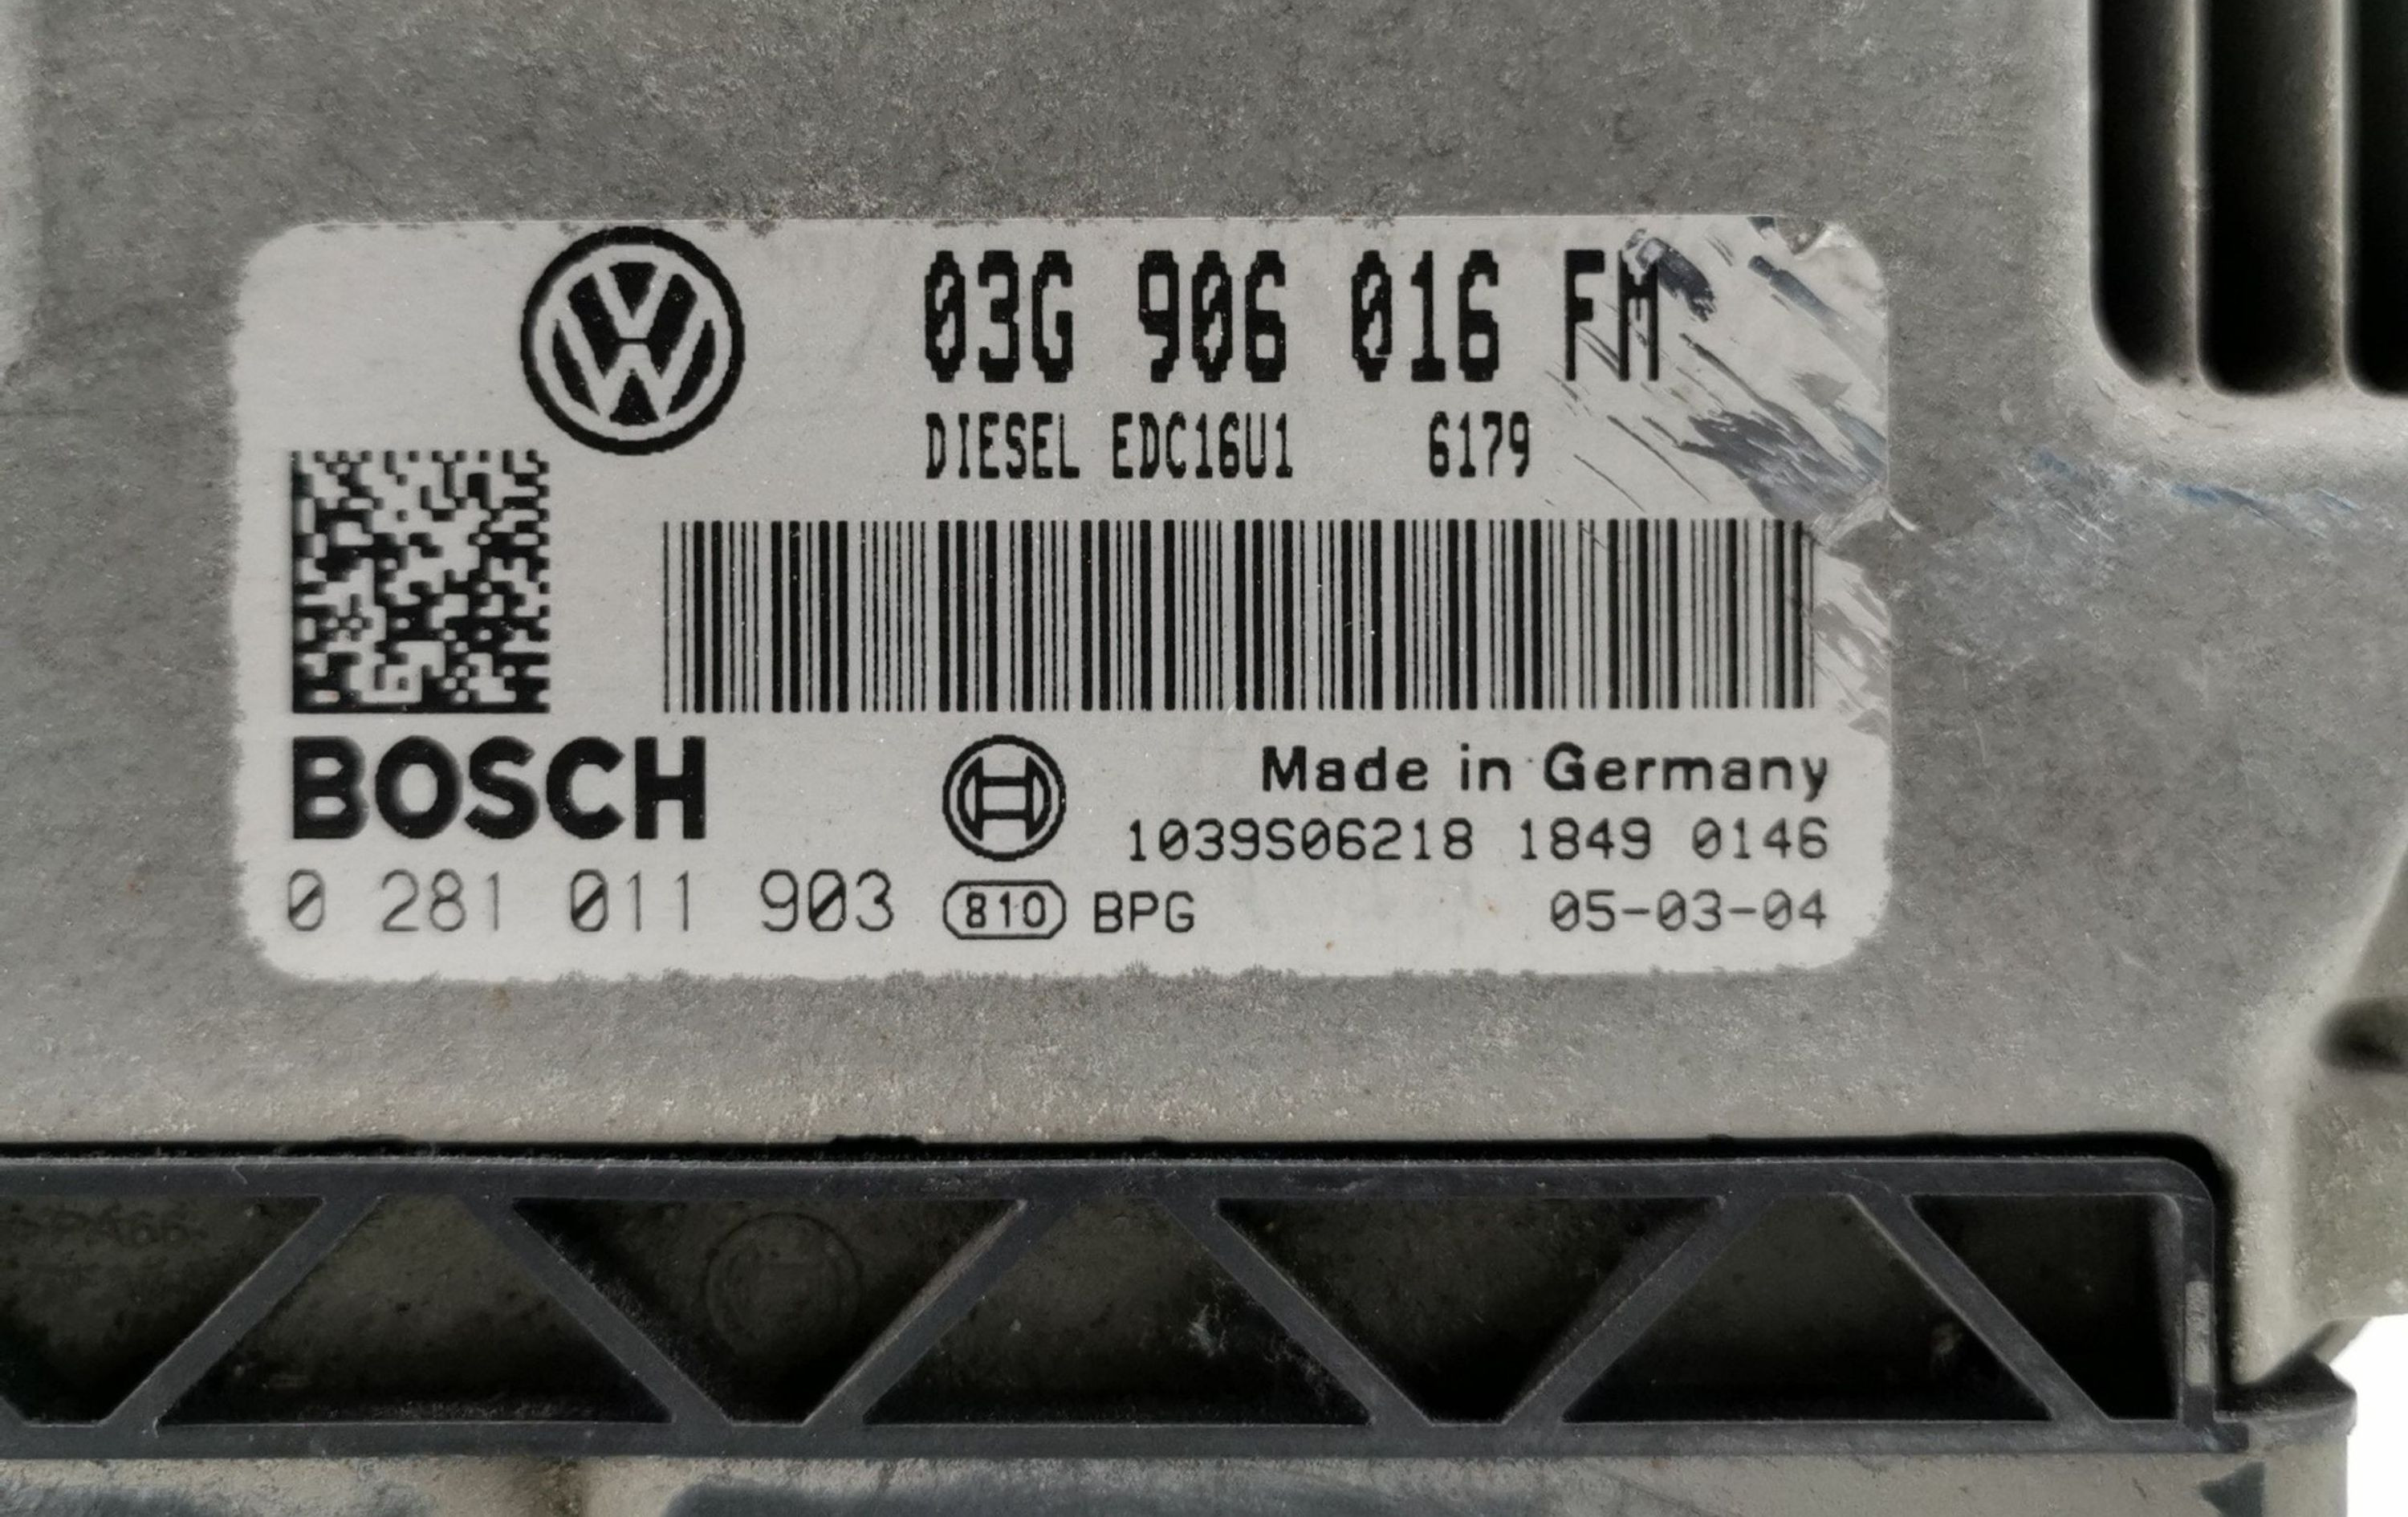 03G 906 016 FM
DIESEL EDC16U1 6179
BOSCH
Made in Germany
1039S06218 1849 0146
0 281 011 903
810 BPG
05-03-04